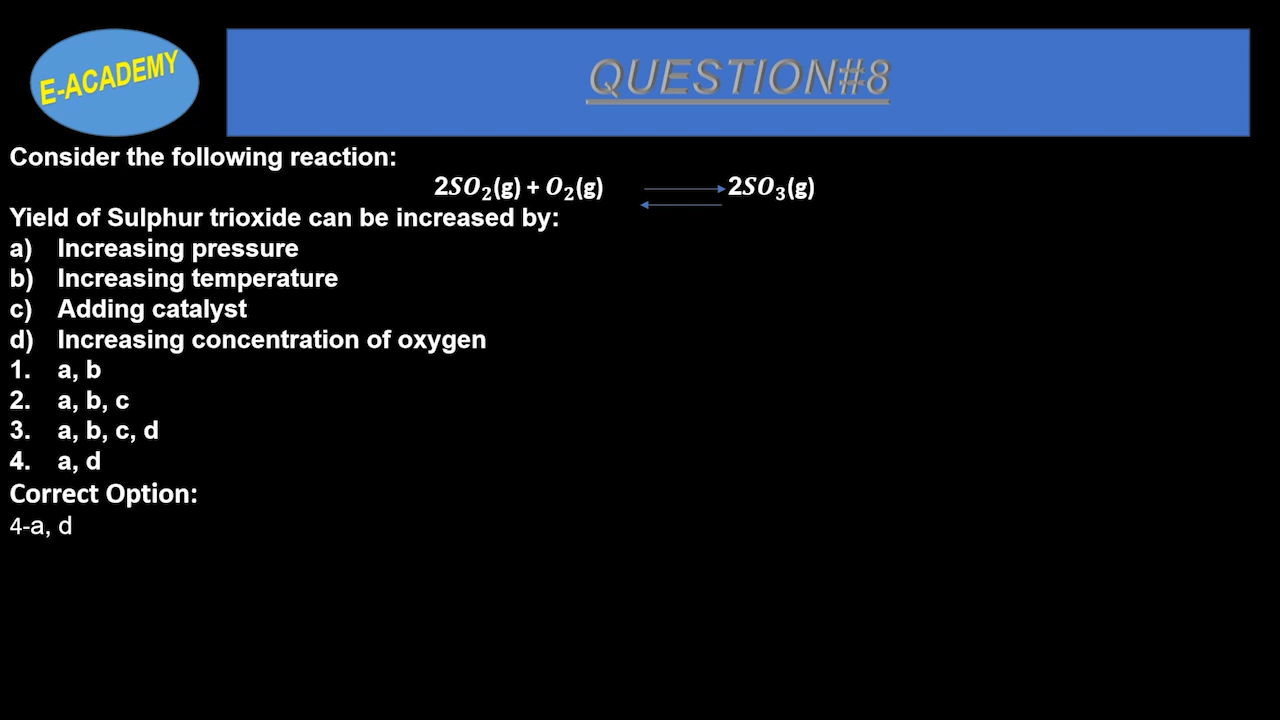 E-ACADEMY
QUESTION#8
Consider the following reaction:
2SO₂(g) + O₂(g) ⇌ 2SO₃(g)
Yield of Sulphur trioxide can be increased by:
a) Increasing pressure
b) Increasing temperature
c) Adding catalyst
d) Increasing concentration of oxygen
1. a, b
2. a, b, c
3. a, b, c, d
4. a, d
Correct Option:
4-a, d